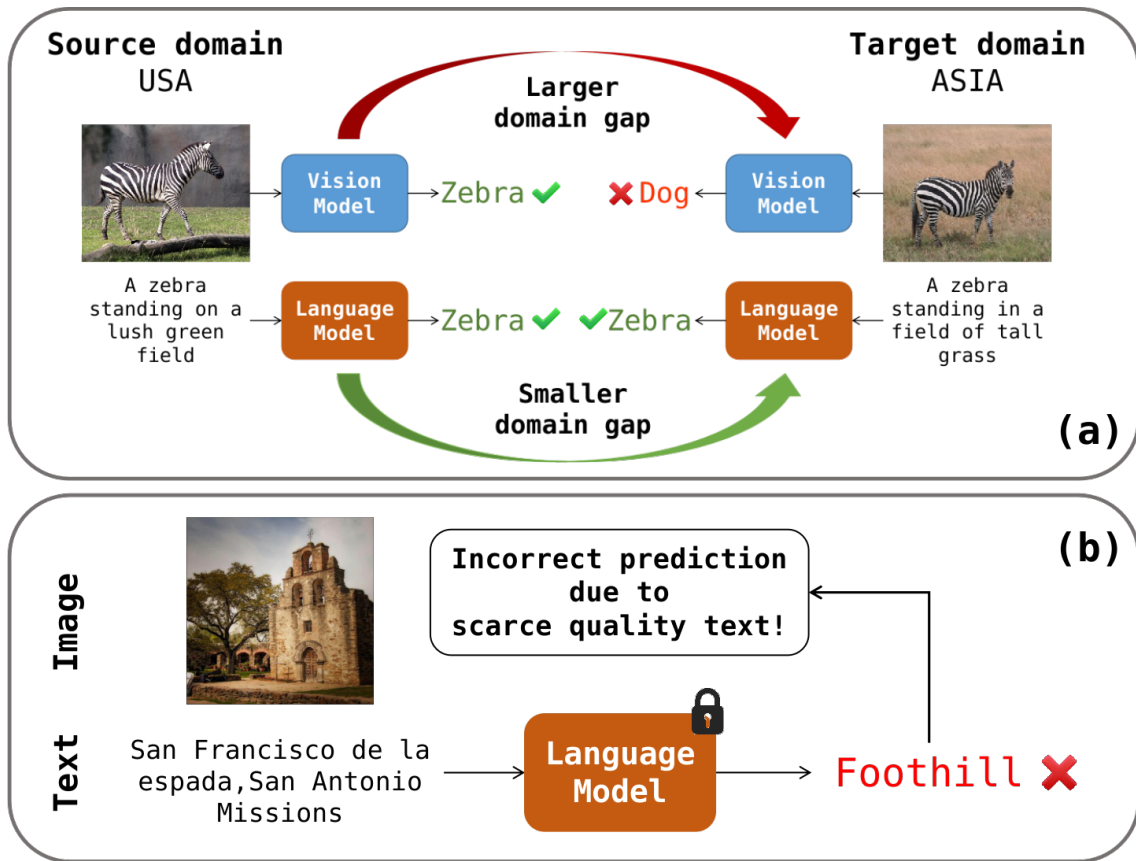 Source domain
USA
Target domain
ASIA
Larger
domain gap
Vision
Model
Zebra
Dog
Vision
Model
A zebra
standing on a
lush green
field
Language
Model
Zebra
Zebra
Language
Model
A zebra
standing in a
field of tall
grass
Smaller
domain gap
(a)
(b)
Image
Incorrect prediction
due to
scarce quality text!
Text
San Francisco de la
espada,San Antonio
Missions
Language
Model
Foothill